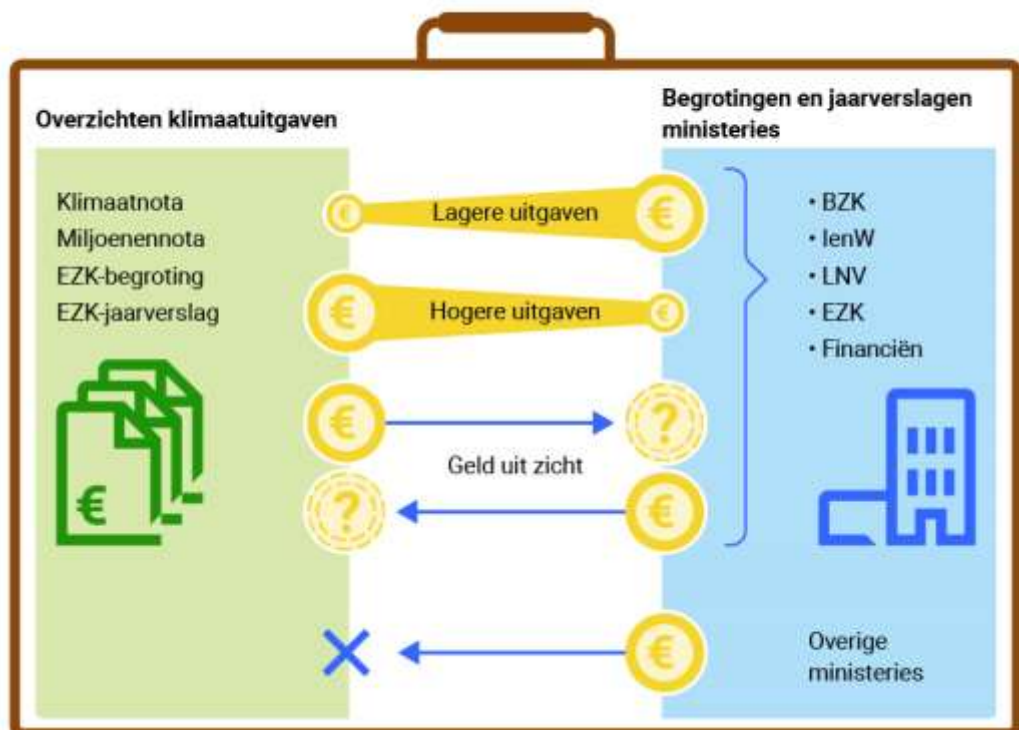 Overzichten klimaatuitgaven
Klimaatnota
Miljoenennota
EZK-begroting
EZK-jaarverslag
€
Lagere uitgaven
€
€
Hogere uitgaven
€
€
?
Geld uit zicht
?
€
€
€
Begrotingen en jaarverslagen
ministeries
• BZK
• IenW
• LNV
• EZK
• Financiën
Overige
ministeries